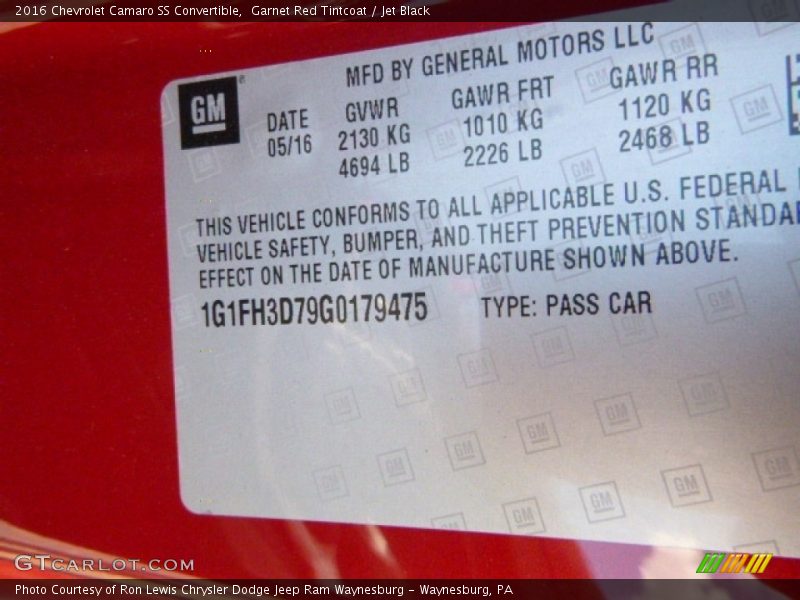 2016 Chevrolet Camaro SS Convertible,  Garnet Red Tintcoat / Jet Black
MFD BY GENERAL MOTORS LLC
GM
DATE GVWR GAWR FRT GAWR RR
05/16 2130 KG 1010 KG 1120 KG
4694 LB 2226 LB 2468 LB
THIS VEHICLE CONFORMS TO ALL APPLICABLE U.S. FEDERAL
VEHICLE SAFETY, BUMPER, AND THEFT PREVENTION STANDA
EFFECT ON THE DATE OF MANUFACTURE SHOWN ABOVE.
1G1FH3D79G0179475 TYPE: PASS CAR
GTCARLOT.COM
Photo Courtesy of Ron Lewis Chrysler Dodge Jeep Ram Waynesburg - Waynesburg, PA